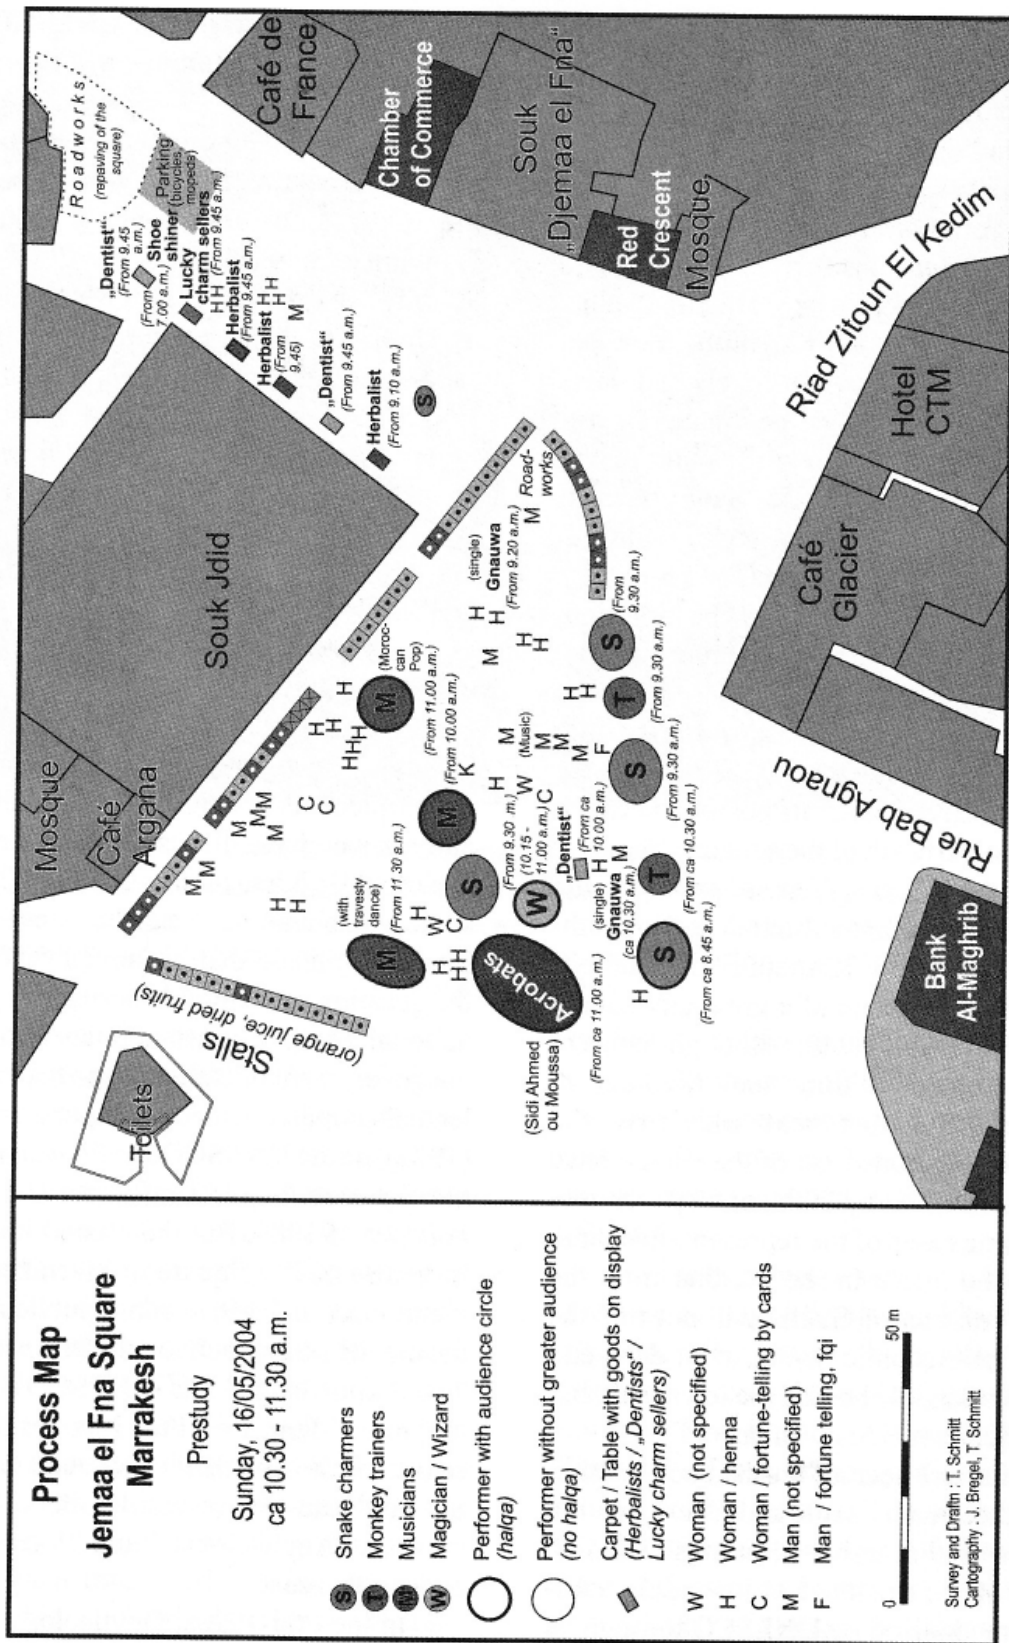 Process Map
Jemaa el Fna Square
Marrakesh
Prestudy
Sunday, 16/05/2004
ca 10.30 - 11.30 a.m.
S Snake charmers
T Monkey trainers
M Musicians
W Magician / Wizard
Performer with audience circle
(halqa)
Performer without greater audience
(no halqa)
Carpet / Table with goods on display
(Herbalists / „Dentists“ /
Lucky charm sellers)
W Woman (not specified)
H Woman / henna
C Woman / fortune-telling by cards
M Man (not specified)
F Man / fortune telling, fqi
0 50 m
Survey and Draftn : T. Schmitt
Cartography : J. Bregel, T Schmitt
Toilets
Stalls
(orange juice, dried fruits)
Mosque
Café
Argana
Souk Jdid
Roadworks
(repaving of the
square)
Parking
(bicycles,
mopeds)
„Dentist“
(From 9.45
a.m.)
Shoe
shiner
(From
7.00 a.m.)
Lucky
charm sellers
H H (From 9.45 a.m.)
Herbalist
(From 9.45 a.m.)
H H
H
Herbalist
(From
9.45)
M
„Dentist“
(From 9.45 a.m.)
Herbalist
(From 9.10 a.m.)
S
Café de
France
Chamber
of Commerce
Souk
„Djemaa el Fna“
Red
Crescent
Mosque
Riad Zitoun El Kedim
Hotel
CTM
Café
Glacier
Rue Bab Agnaou
Bank
Al-Maghrib
M M
M
M M M
M
C
C
H H
H H
H H H
H
M
(Moroc-
can
Pop)
(From 11.00 a.m.)
M
(From 10.00 a.m.)
K
(with
travesty
dance)
M
(From 11 30 a.m.)
H
W
C
H H
H
S
(From 9.30 m.)
W
(10.15 -
11.00 a.m.)
Acrobats
(Sidi Ahmed
ou Moussa)
(From ca 11.00 a.m.)
„Dentist“
(From ca
10 00 a.m.)
H
W
C
M
(Music)
M
M
M
F
(single)
Gnauwa
(ca 10.30 a.m.)
H
M
H
S
(From ca 8.45 a.m.)
T
(From ca 10.30 a.m.)
S
(From 9.30 a.m.)
H H
T
(From 9.30 a.m.)
S
(From
9.30 a.m.)
H
H
M
H
H
(single)
Gnauwa
(From 9.20 a.m.)
M
Road-
works